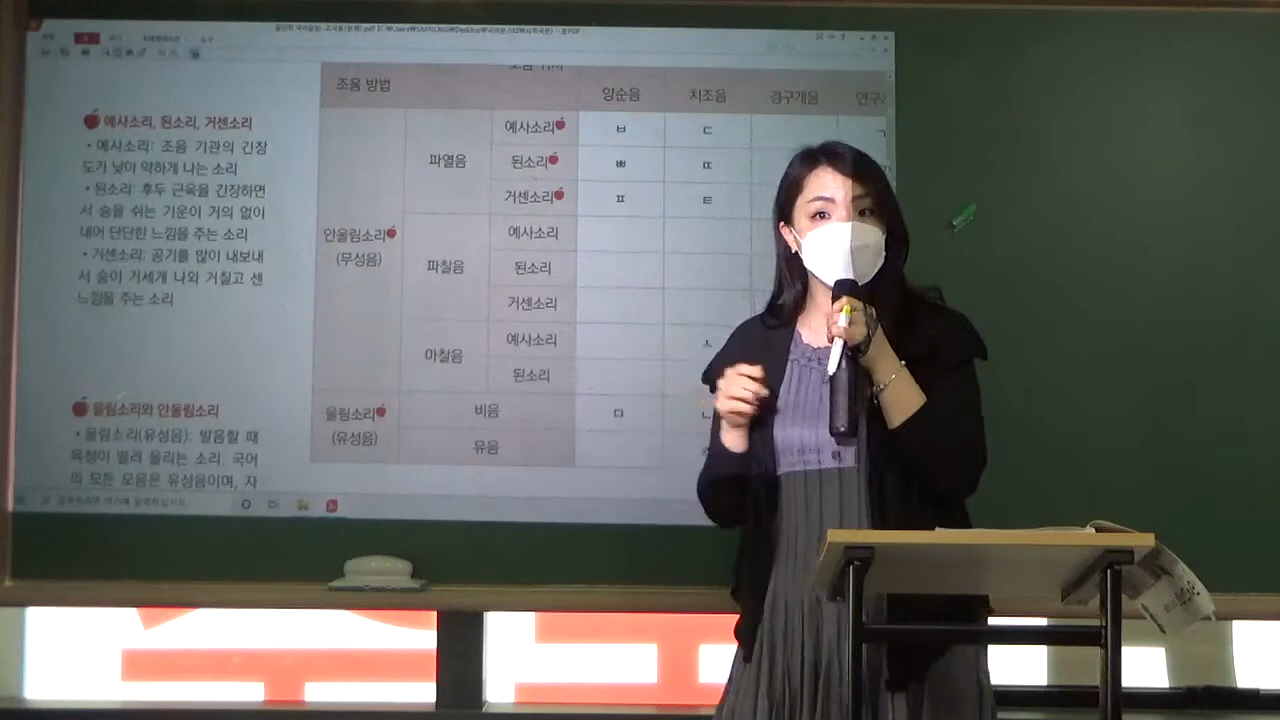 예사소리, 된소리, 거센소리
• 예사소리: 조음 기관의 긴장
도가 낮아 약하게 나는 소리
• 된소리: 후두 근육을 긴장하면
서 숨을 쉬는 기운이 거의 없이
내어 단단한 느낌을 주는 소리
• 거센소리: 공기를 많이 내보내
서 숨이 거세게 나와 거칠고 센
느낌을 주는 소리
울림소리와 안울림소리
• 울림소리(유성음): 발음할 때
목청이 떨려 울리는 소리. 국어
의 모든 모음은 유성음이며, 자
조음 방법
양순음 치조음 경구개음 연구
안울림소리
(무성음)
파열음
예사소리 ㅂ ㄷ ㄱ
된소리 ㅃ ㄸ
거센소리 ㅍ ㅌ
파찰음
예사소리
된소리
거센소리
마찰음
예사소리 ㅅ
된소리
울림소리
(유성음)
비음 ㅁ ㄴ
유음